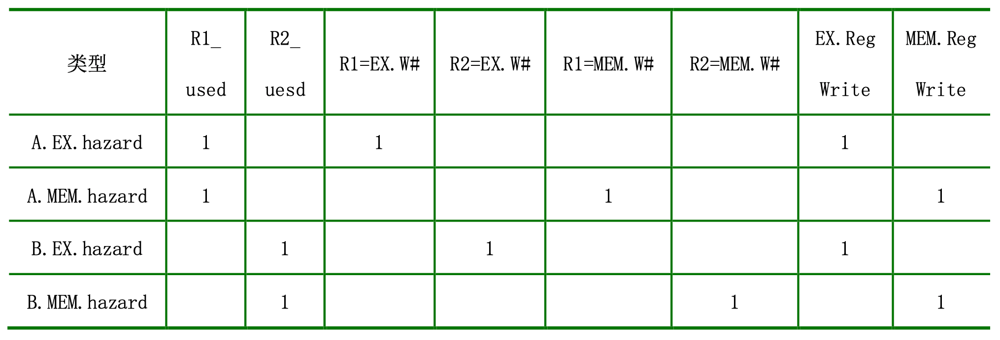 类型 R1_ used R2_ uesd R1=EX.W# R2=EX.W# R1=MEM.W# R2=MEM.W# EX.Reg Write MEM.Reg Write
A.EX.hazard 1 1 1
A.MEM.hazard 1 1 1
B.EX.hazard 1 1 1
B.MEM.hazard 1 1 1